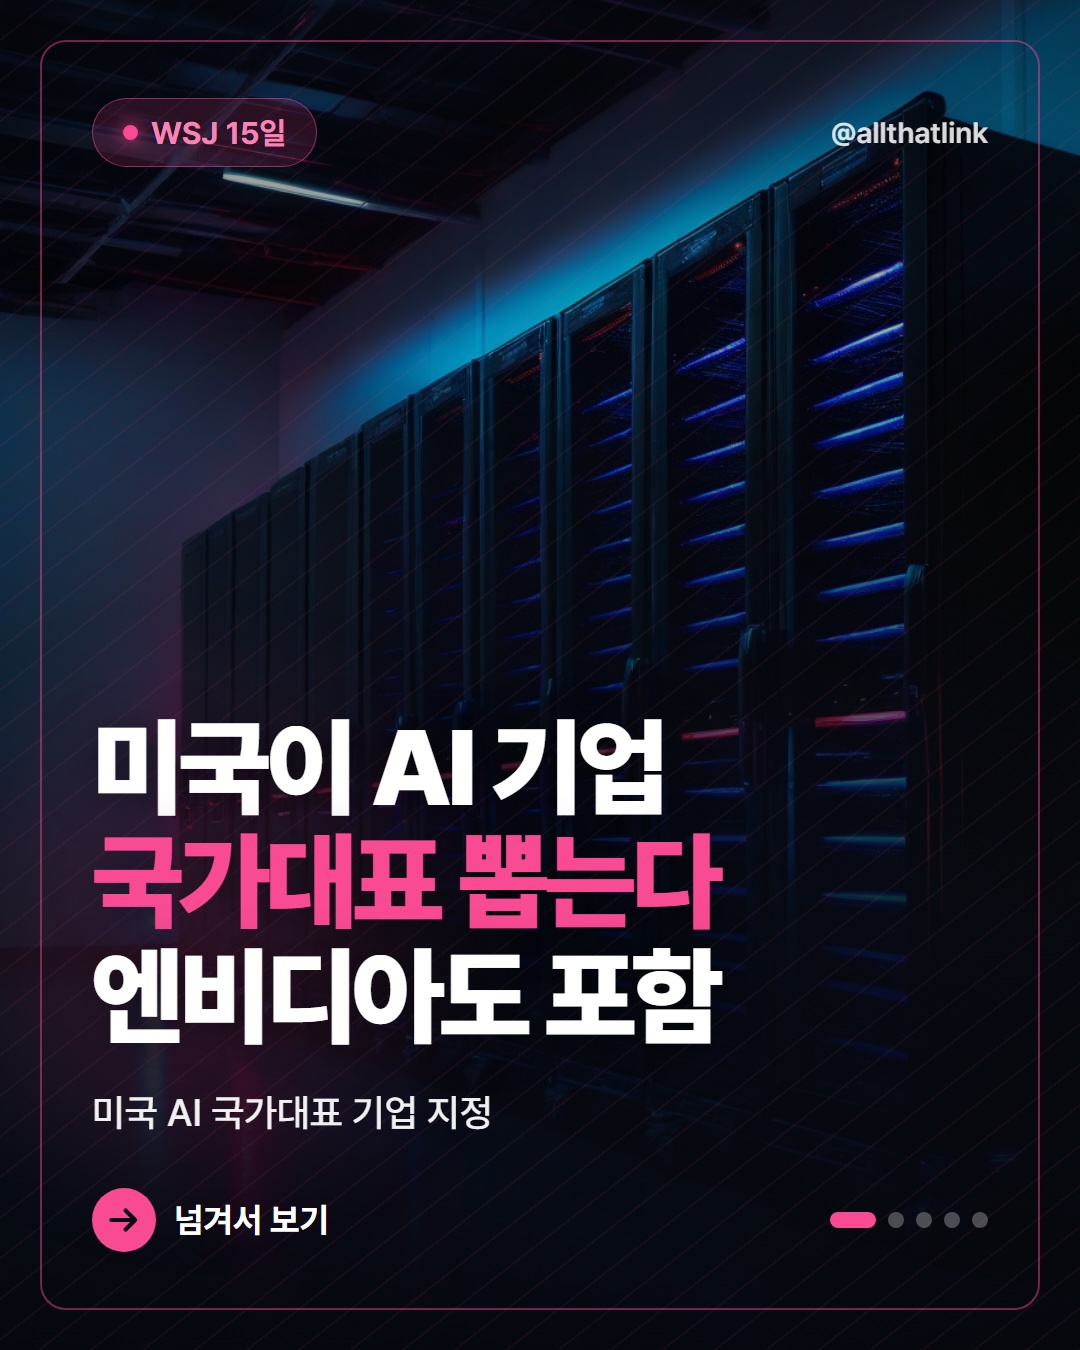 WSJ 15일
@allthatlink
미국이 AI 기업
국가대표 뽑는다
엔비디아도 포함
미국 AI 국가대표 기업 지정
넘겨서 보기